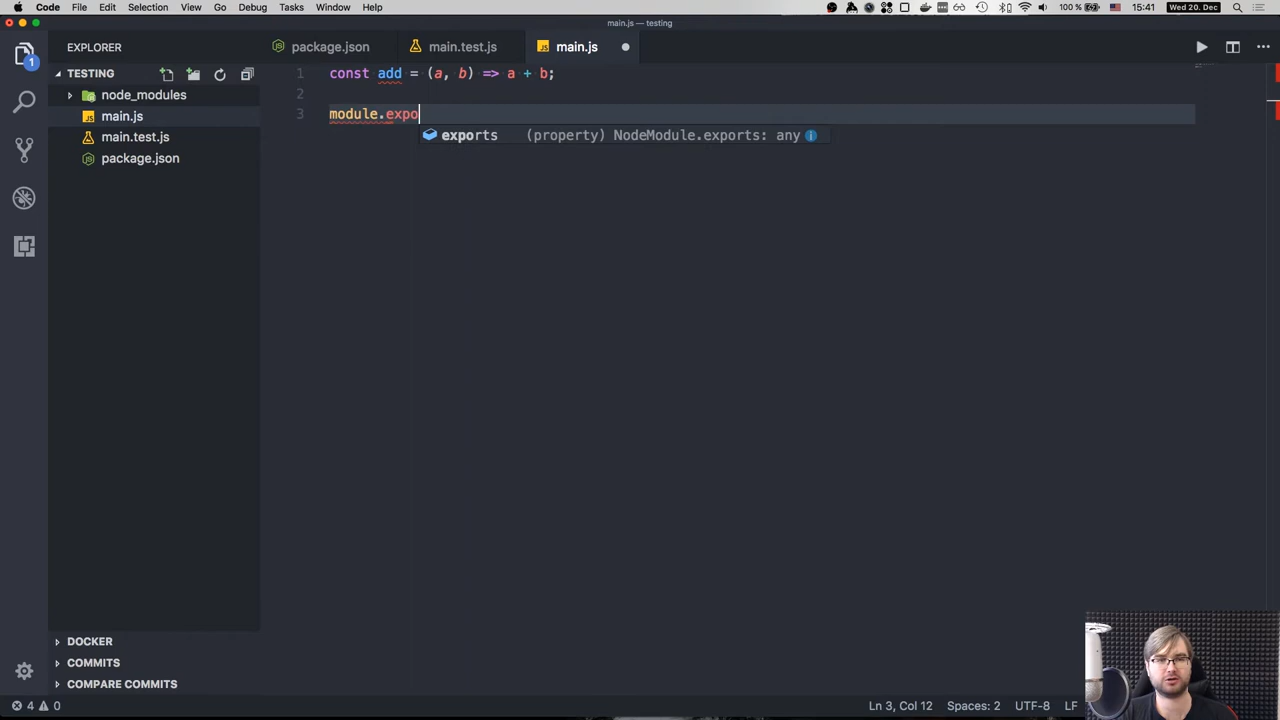 Code File Edit Selection View Go Debug Tasks Window Help 100 % Wed 20. Dec 15:41
main.js — testing
EXPLORER
package.json
main.test.js
main.js
1
TESTING
node_modules
main.js
main.test.js
package.json
1 const add = (a, b) => a + b;
2
3 module.expo
exports (property) NodeModule.exports: any
DOCKER
COMMITS
COMPARE COMMITS
4 0 Ln 3, Col 12 Spaces: 2 UTF-8 LF